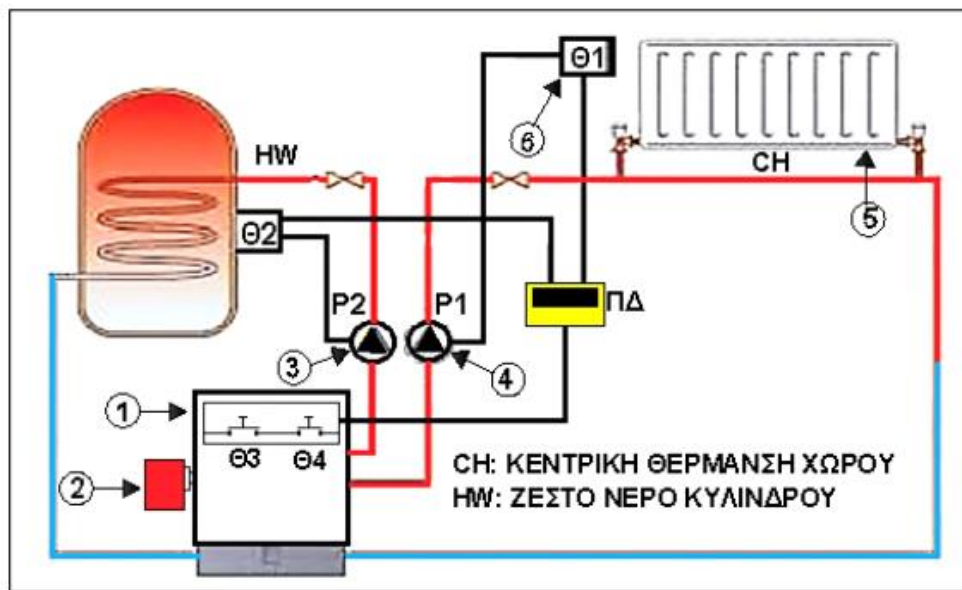 Θ1
6
HW
CH
Θ2
5
P2
P1
ΠΔ
3
4
1
Θ3
Θ4
2
CH: ΚΕΝΤΡΙΚΗ ΘΕΡΜΑΝΣΗ ΧΩΡΟΥ
HW: ΖΕΣΤΟ ΝΕΡΟ ΚΥΛΙΝΔΡΟΥ